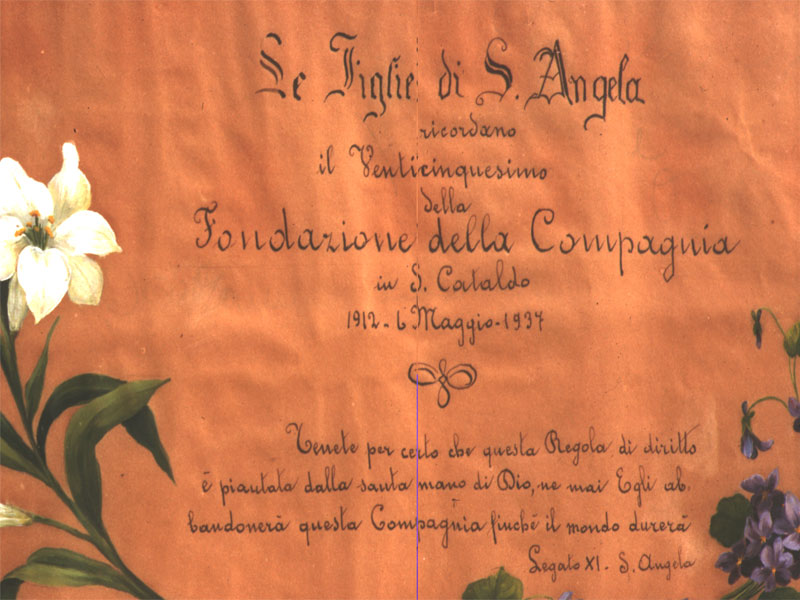 Le Figlie di S. Angela
ricordano
il Venticinquesimo
della
Fondazione della Compagnia
in S. Cataldo
1912 - 6 Maggio - 1937
Tenete per certo che questa Regola di diritto
è piantata dalla santa mano di Dio, ne mai Egli ab.
bandonerà questa Compagnia finchè il mondo durerà
Legato XI - S. Angela